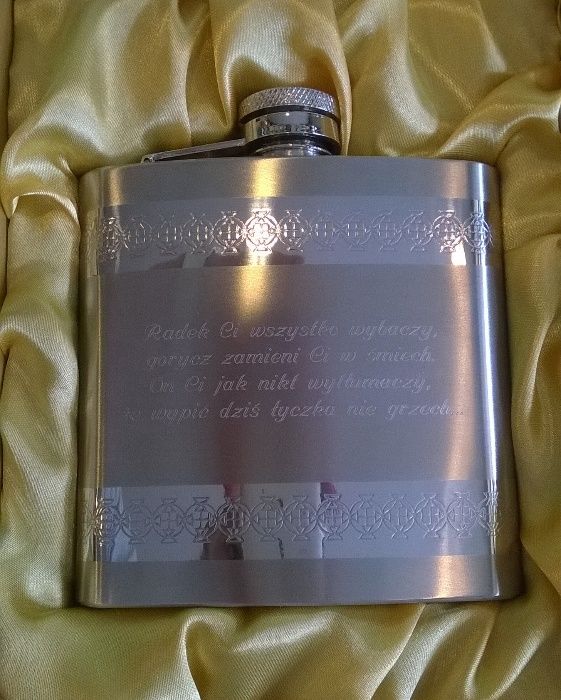 Radek Ci wszystko wybaczy,
gorycz zamieni Ci w śmiech.
On Ci jak nikt wytłumaczy,
że wypić dziś łyczka nie grzech...